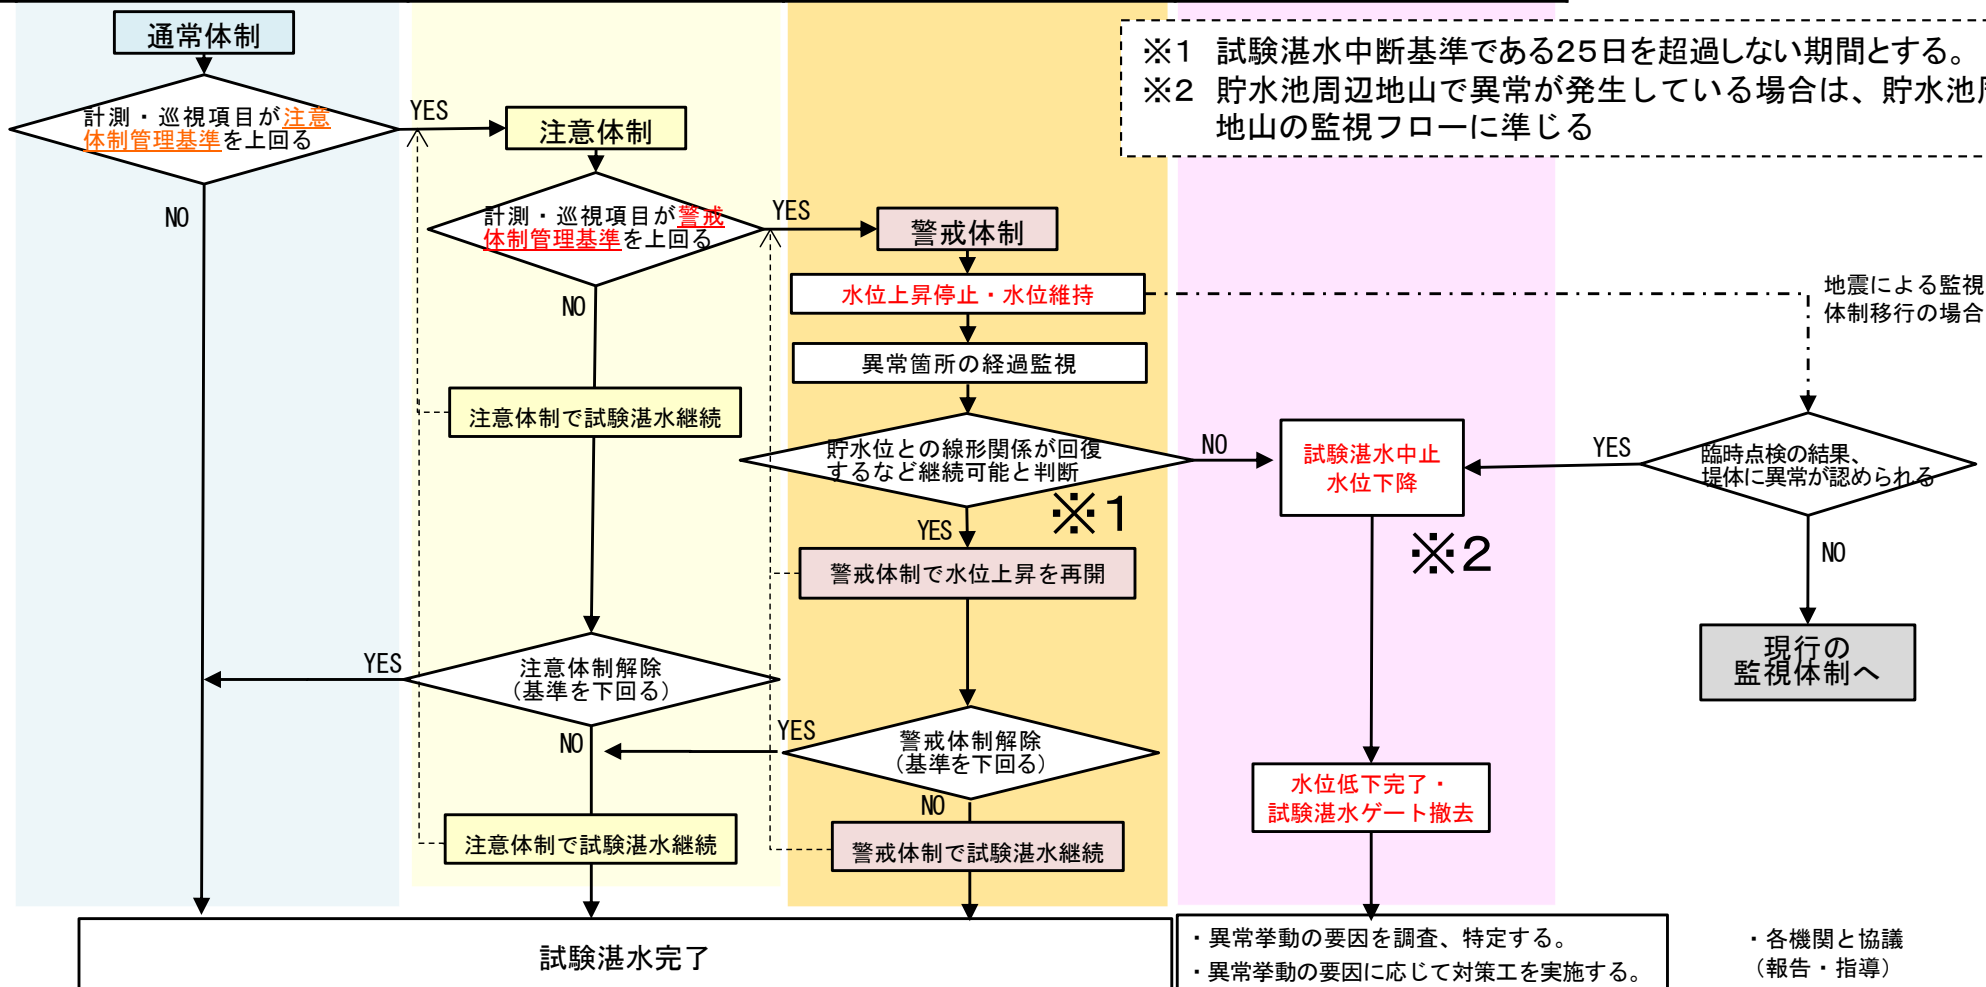 通常体制
計測・巡視項目が注意
体制管理基準を上回る
YES
NO
注意体制
計測・巡視項目が警戒
体制管理基準を上回る
YES
NO
注意体制で試験湛水継続
注意体制解除
(基準を下回る)
YES
NO
注意体制で試験湛水継続
警戒体制
水位上昇停止・水位維持
異常箇所の経過監視
貯水位との線形関係が回復
するなど継続可能と判断
※1
NO
YES
警戒体制で水位上昇を再開
警戒体制解除
(基準を下回る)
YES
NO
警戒体制で試験湛水継続
試験湛水完了
※1 試験湛水中断基準である25日を超過しない期間とする。
※2 貯水池周辺地山で異常が発生している場合は、貯水池周
地山の監視フローに準じる
地震による監視
体制移行の場合
試験湛水中止
水位下降
※2
YES
臨時点検の結果、
堤体に異常が認められる
NO
現行の
監視体制へ
水位低下完了・
試験湛水ゲート撤去
・異常挙動の要因を調査、特定する。
・異常挙動の要因に応じて対策工を実施する。
・各機関と協議
(報告・指導)